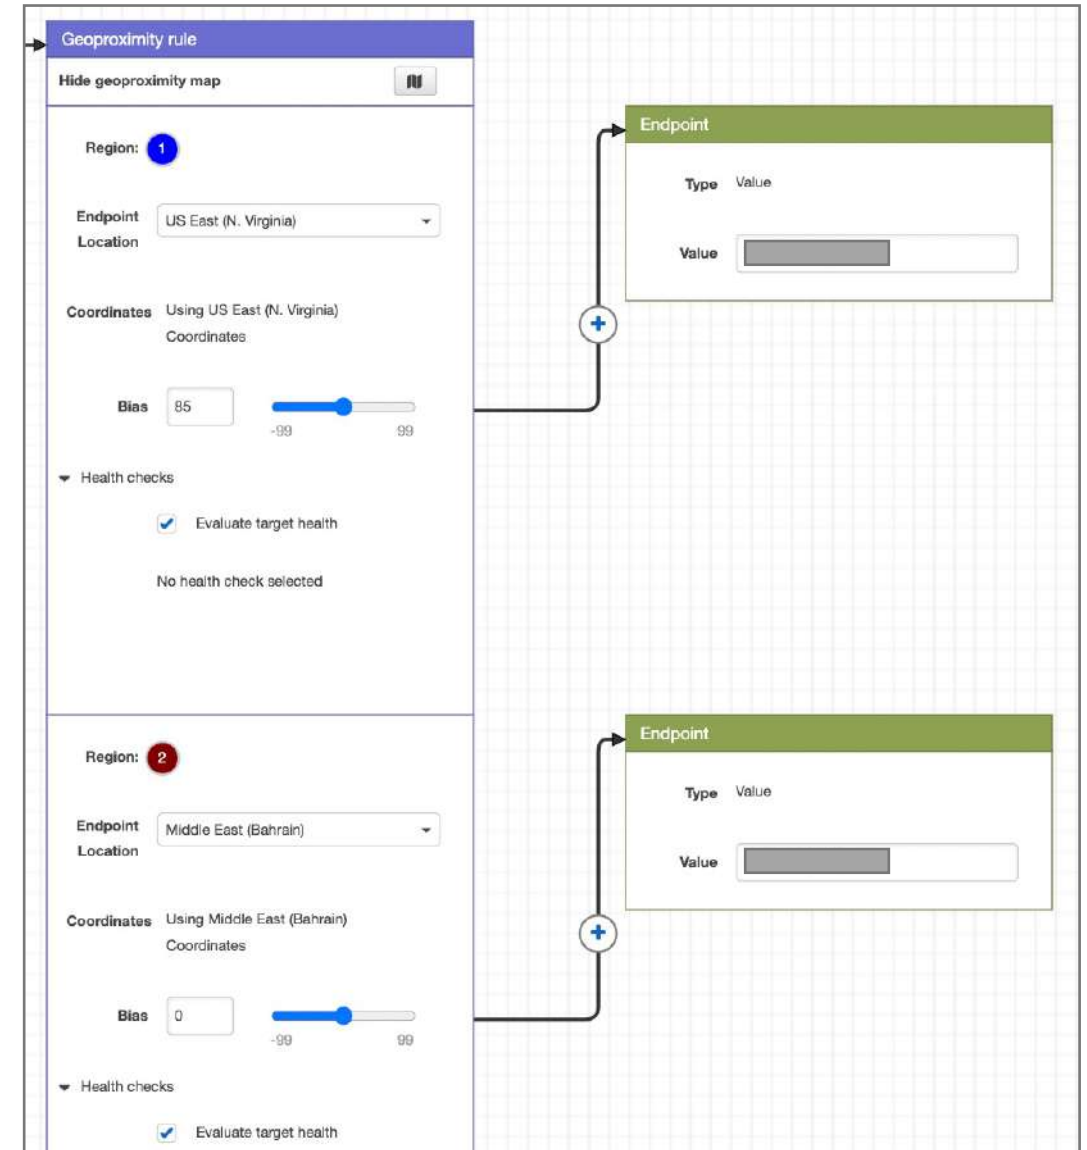 Geoproximity rule
Hide geoproximity map
Region: 1
Endpoint Location US East (N. Virginia)
Coordinates Using US East (N. Virginia) Coordinates
Bias 85
-99 99
Health checks
Evaluate target health
No health check selected
Endpoint
Type Value
Value
Region: 2
Endpoint Location Middle East (Bahrain)
Coordinates Using Middle East (Bahrain) Coordinates
Bias 0
-99 99
Health checks
Evaluate target health
Endpoint
Type Value
Value